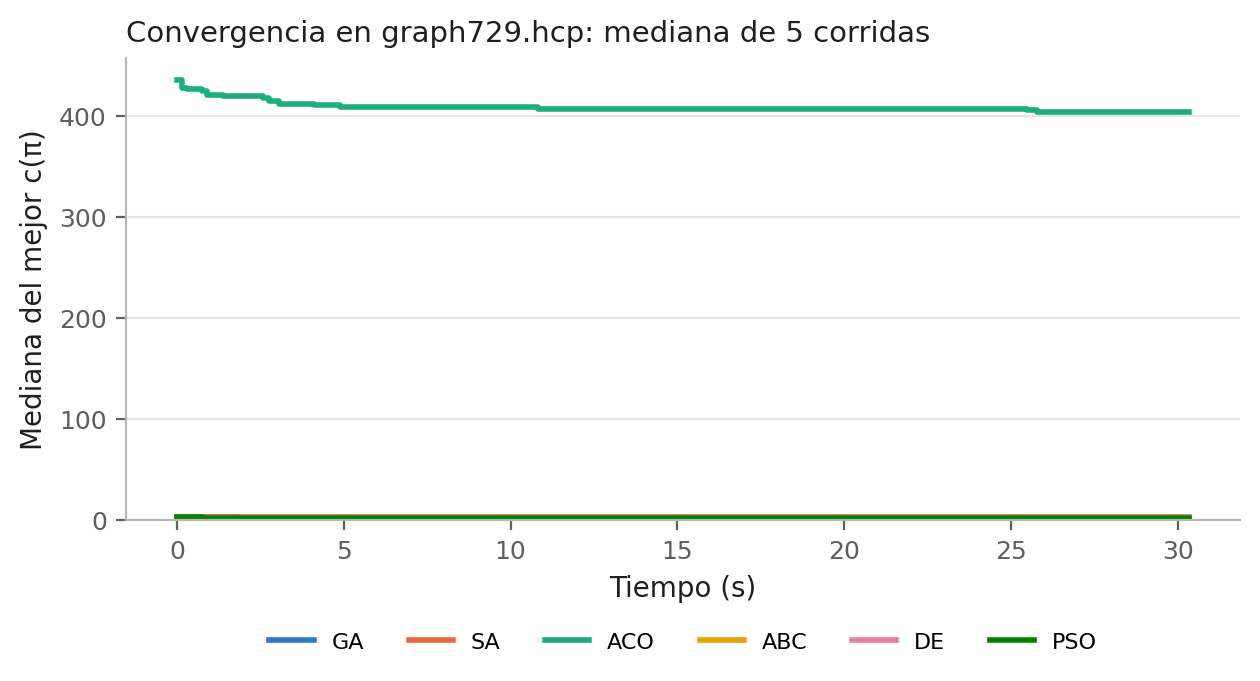 Convergencia en graph729.hcp: mediana de 5 corridas
Mediana del mejor c(π)
400
300
200
100
0
0 5 10 15 20 25 30
Tiempo (s)
GA SA ACO ABC DE PSO